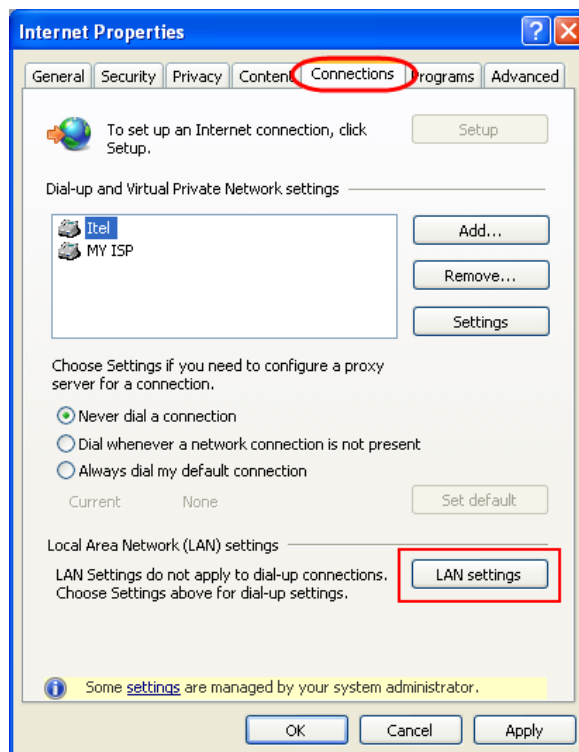 Internet Properties
General Security Privacy Content Connections Programs Advanced
To set up an Internet connection, click
Setup.
Setup
Dial-up and Virtual Private Network settings
Itel
MY ISP
Add...
Remove...
Settings
Choose Settings if you need to configure a proxy
server for a connection.
Never dial a connection
Dial whenever a network connection is not present
Always dial my default connection
Current None
Set default
Local Area Network (LAN) settings
LAN Settings do not apply to dial-up connections.
Choose Settings above for dial-up settings.
LAN settings
Some settings are managed by your system administrator.
OK Cancel Apply